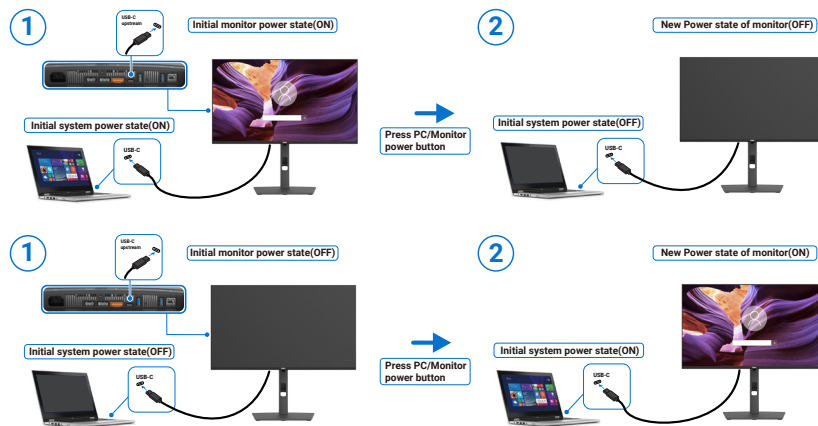 1
USB-C
upstream
Initial monitor power state(ON)
Initial system power state(ON)
USB-C
Press PC/Monitor
power button
2
New Power state of monitor(OFF)
Initial system power state(OFF)
USB-C
1
USB-C
upstream
Initial monitor power state(OFF)
Initial system power state(OFF)
USB-C
Press PC/Monitor
power button
2
New Power state of monitor(ON)
Initial system power state(ON)
USB-C